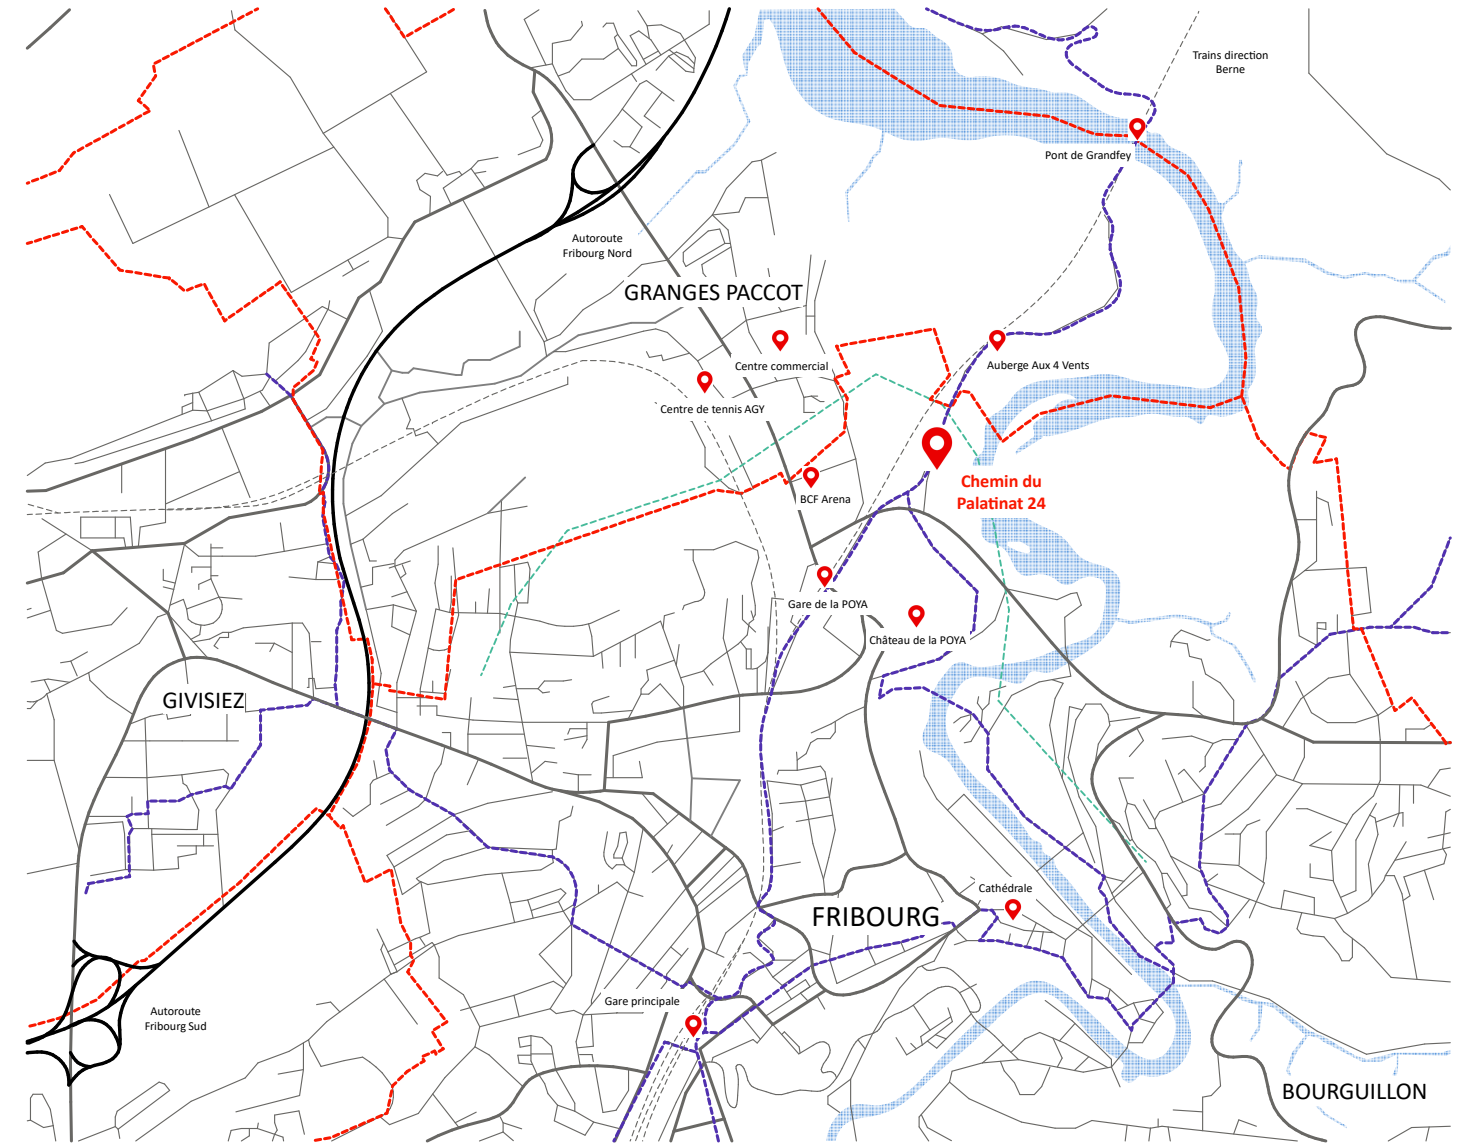 Trains direction
Berne
Pont de Grandfey
Autoroute
Fribourg Nord
GRANGES PACCOT
Centre commercial
Auberge Aux 4 Vents
Centre de tennis AGY
Chemin du
Palatinat 24
BCF Arena
Gare de la POYA
Château de la POYA
GIVISIEZ
Cathédrale
FRIBOURG
Gare principale
Autoroute
Fribourg Sud
BOURGUILLON